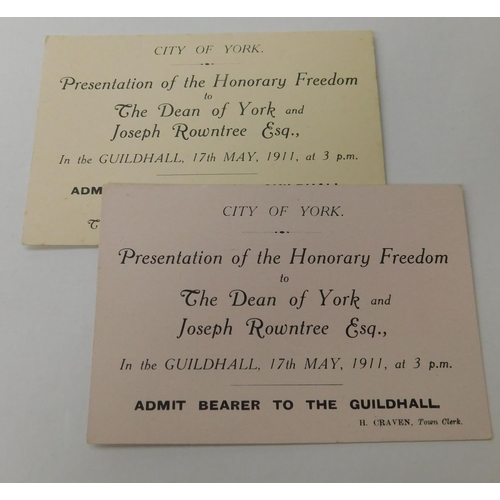 CITY OF YORK.
Presentation of the Honorary Freedom
to
The Dean of York and
Joseph Rowntree Esq.,
In the GUILDHALL, 17th MAY, 1911, at 3 p.m.
CITY OF YORK.
Presentation of the Honorary Freedom
to
The Dean of York and
Joseph Rowntree Esq.,
In the GUILDHALL, 17th MAY, 1911, at 3 p.m.
ADMIT BEARER TO THE GUILDHALL.
H. CRAVEN, Town Clerk.